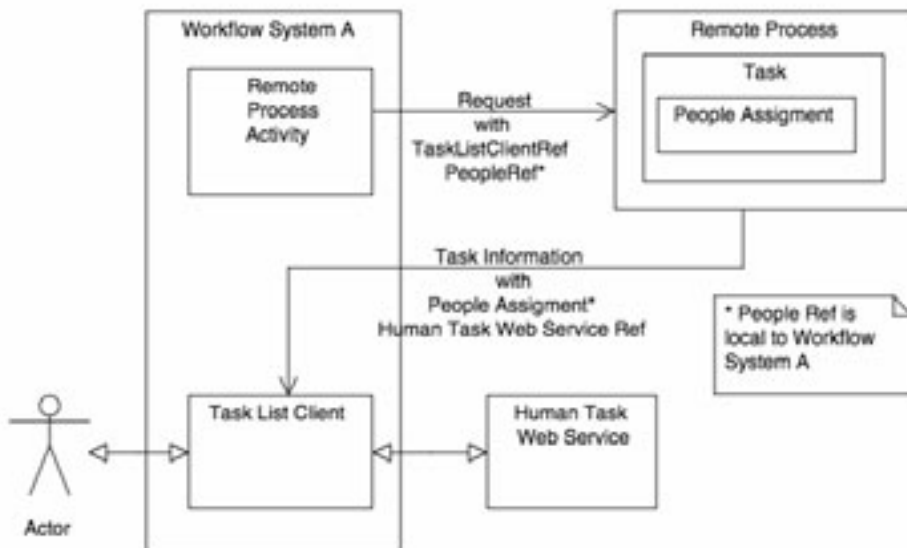 Workflow System A
Remote Process
Remote
Process
Activity
Request
with
TaskListClientRef
PeopleRef*
Task
People Assigment
Task Information
with
People Assigment*
Human Task Web Service Ref
* People Ref is
local to Workflow
System A
Task List Client
Human Task
Web Service
Actor